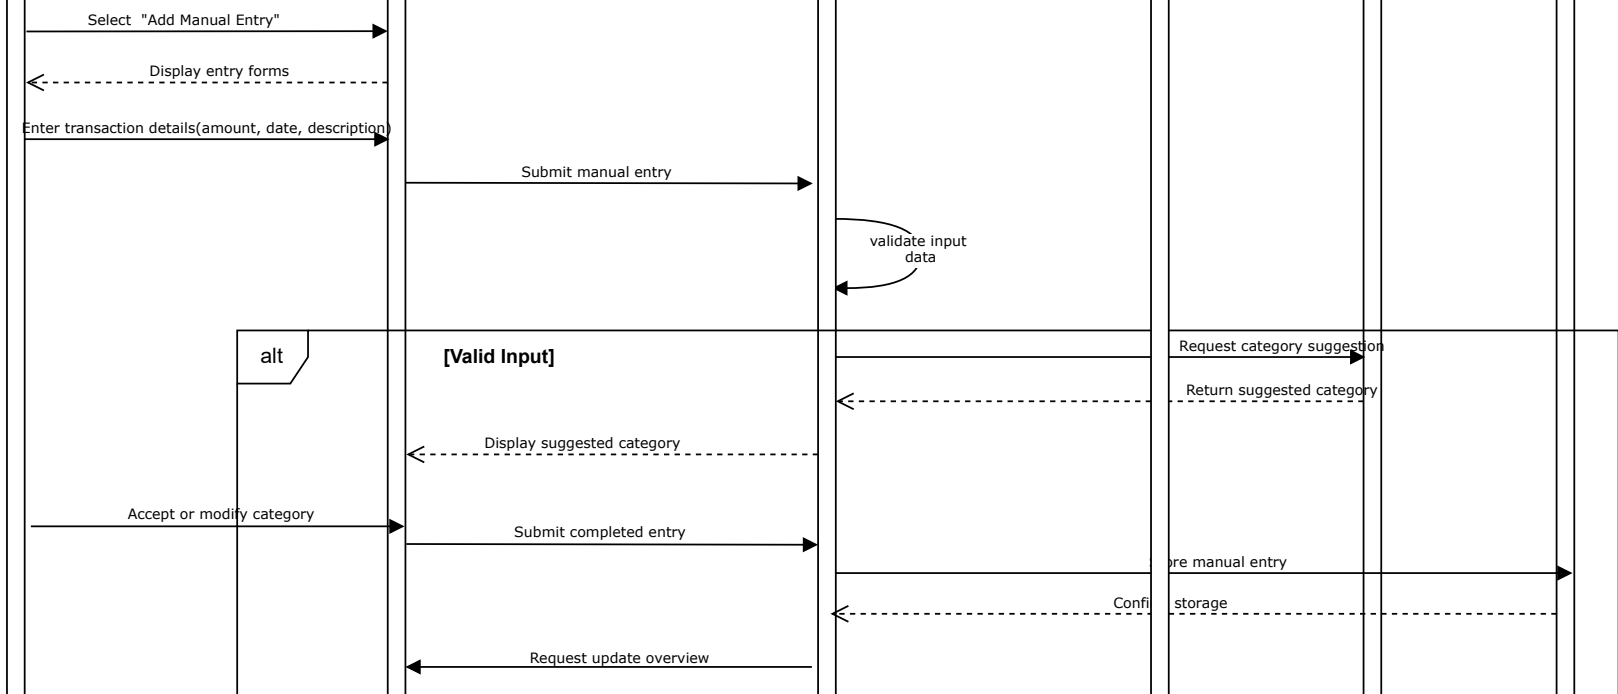 Select "Add Manual Entry"
Display entry forms
Enter transaction details(amount, date, description)
Submit manual entry
validate input
data
alt
[Valid Input]
Request category suggestion
Return suggested category
Display suggested category
Accept or modify category
Submit completed entry
manual entry
storage
Request update overview